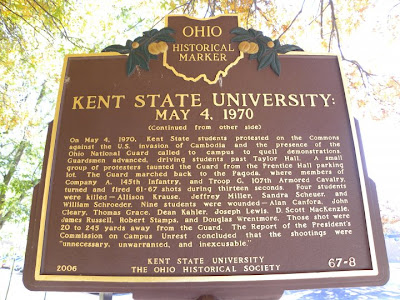 OHIO
HISTORICAL
MARKER
KENT STATE UNIVERSITY:
MAY 4, 1970
(Continued from other side)
On May 4, 1970, Kent State students protested on the Commons
against the U.S. invasion of Cambodia and the presence of the
Ohio National Guard called to campus to quell demonstrations.
Guardsmen advanced, driving students past Taylor Hall. A small
group of protesters taunted the Guard from the Prentice Hall parking
lot. The Guard marched back to the Pagoda, where members of
Company A, 145th Infantry, and Troop G, 107th Armored Cavalry,
turned and fired 61-67 shots during thirteen seconds. Four students
were killed—Allison Krause, Jeffrey Miller, Sandra Scheuer, and
William Schroeder. Nine students were wounded—Alan Canfora, John
Cleary, Thomas Grace, Dean Kahler, Joseph Lewis, D. Scott MacKenzie,
James Russell, Robert Stamps, and Douglas Wrentmore. Those shot were
20 to 245 yards away from the Guard. The Report of the President's
Commission on Campus Unrest concluded that the shootings were
"unnecessary, unwarranted, and inexcusable."
KENT STATE UNIVERSITY
2006 THE OHIO HISTORICAL SOCIETY 67-8